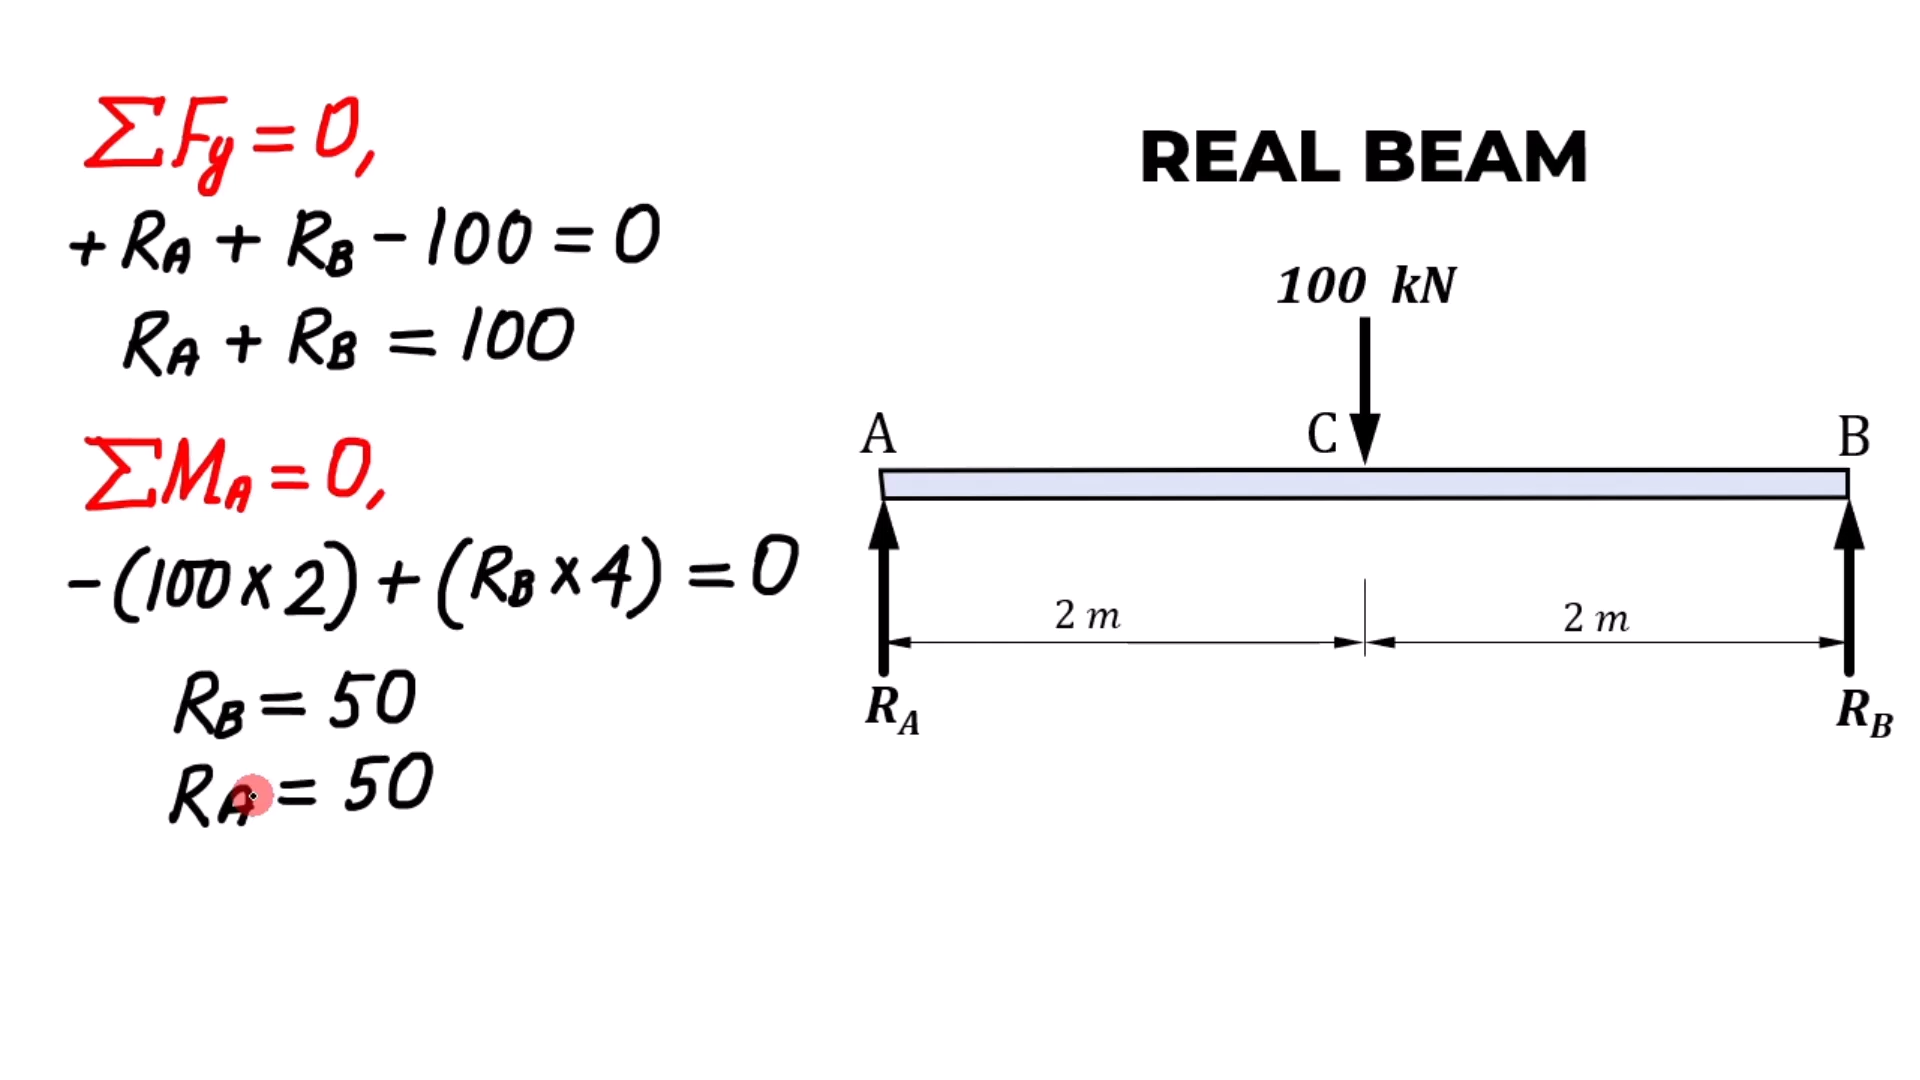 ΣFy = 0,
+ RA + RB - 100 = 0
RA + RB = 100
ΣMA = 0,
-(100 x 2) + (RB x 4) = 0
RB = 50
RA = 50
REAL BEAM
100 kN
A
C
B
2 m
2 m
RA
RB